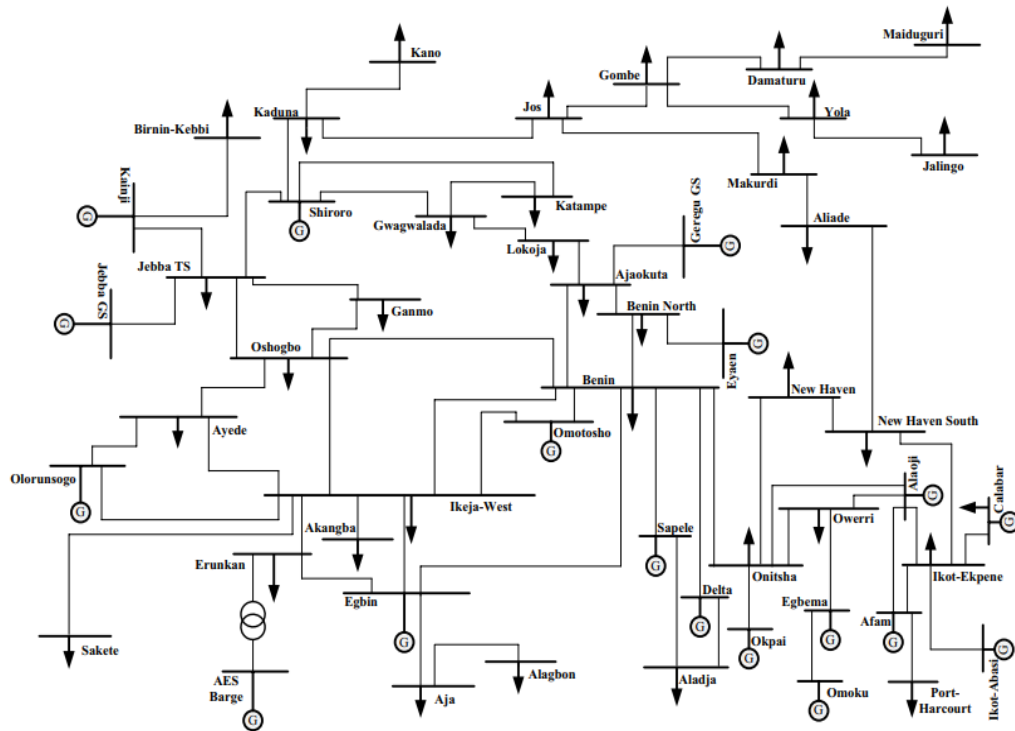 Maiduguri
Kano
Damaturu
Gombe
Jos
Kaduna
Yola
Birnin-Kebbi
Jalingo
Kainji
G
Makurdi
Katampe
Shiroro
G
Gwagwalada
Geregu GS
G
Aliade
Lokoja
Jebba TS
Ajaokuta
Jebba GS
G
Ganmo
Benin North
Oshogbo
Eyaen
G
Benin
New Haven
Ayede
Omotosho
G
New Haven South
Olorunsogo
G
Alaoji
G
Calabar
G
Ikeja-West
Owerri
Akangba
Sapele
G
Erunkan
Onitsha
Ikot-Ekpene
Egbin
G
Delta
G
Egbema
G
Afam
G
Okpai
G
Sakete
Alagbon
Aladja
Ikot-Abasi
G
AES
Barge
G
Aja
Omoku
G
Port-
Harcourt